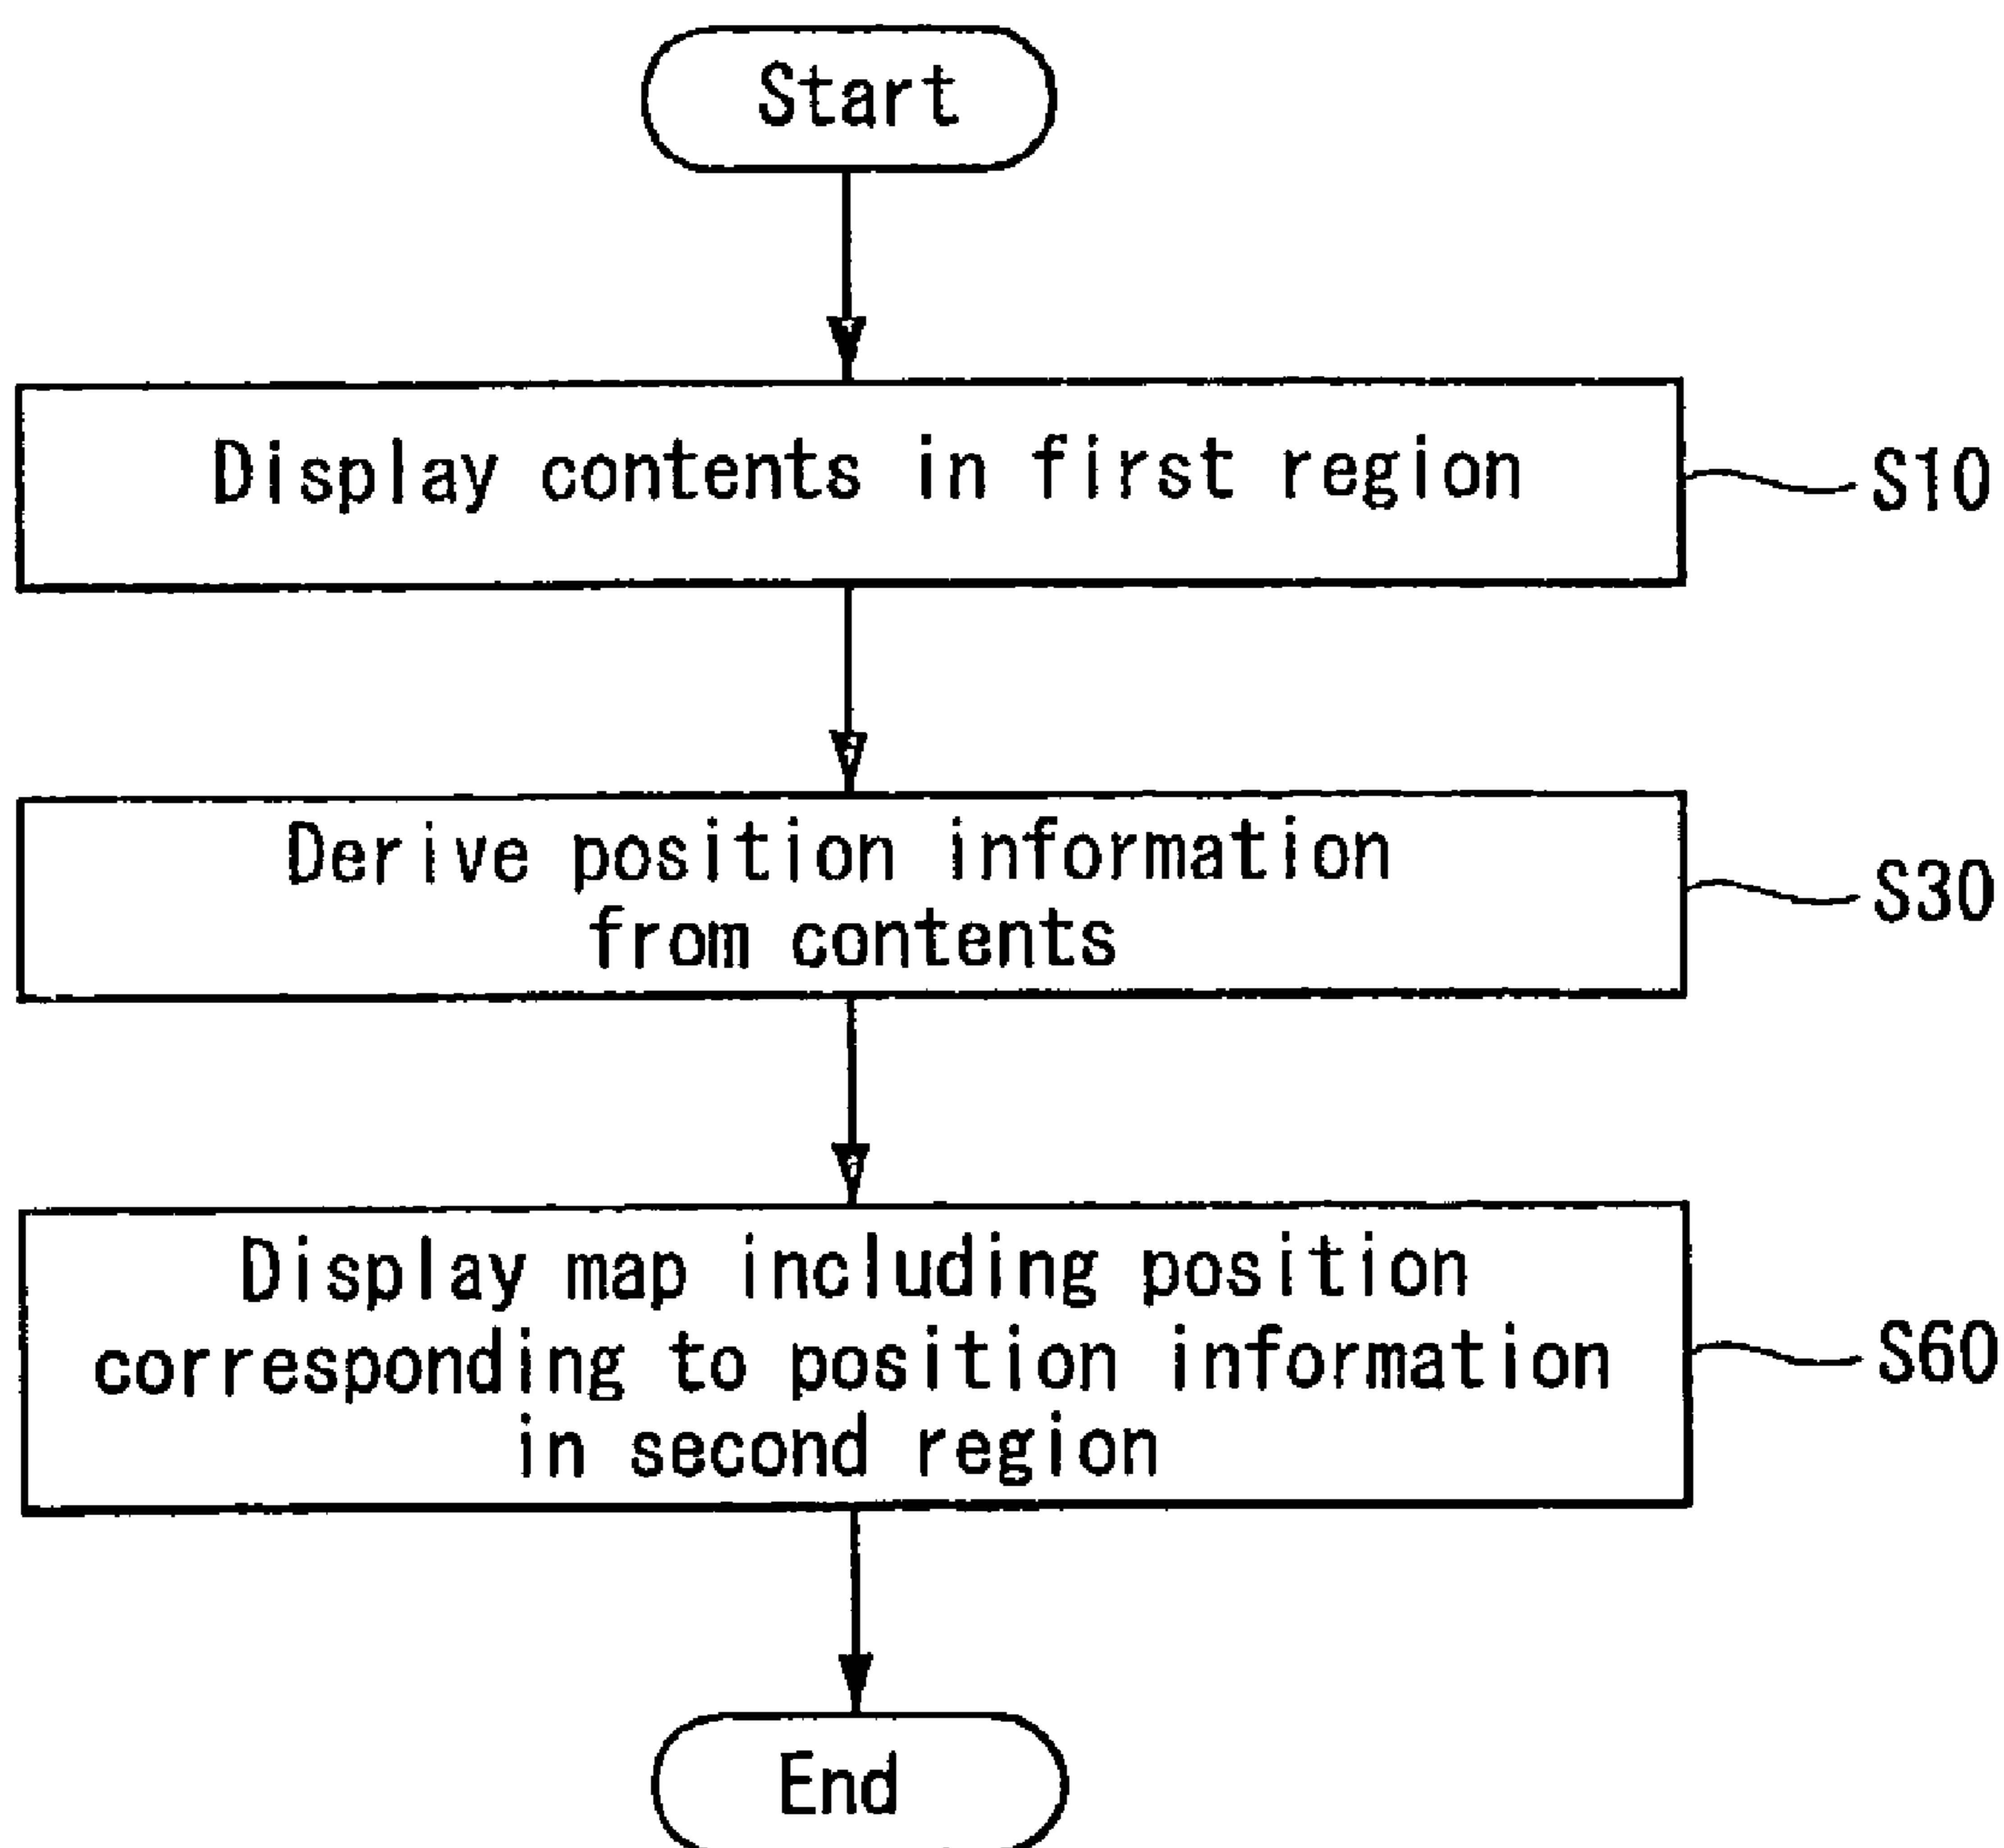 Start
Display contents in first region
S10
Derive position information
from contents
S30
Display map including position
corresponding to position information
in second region
S60
End